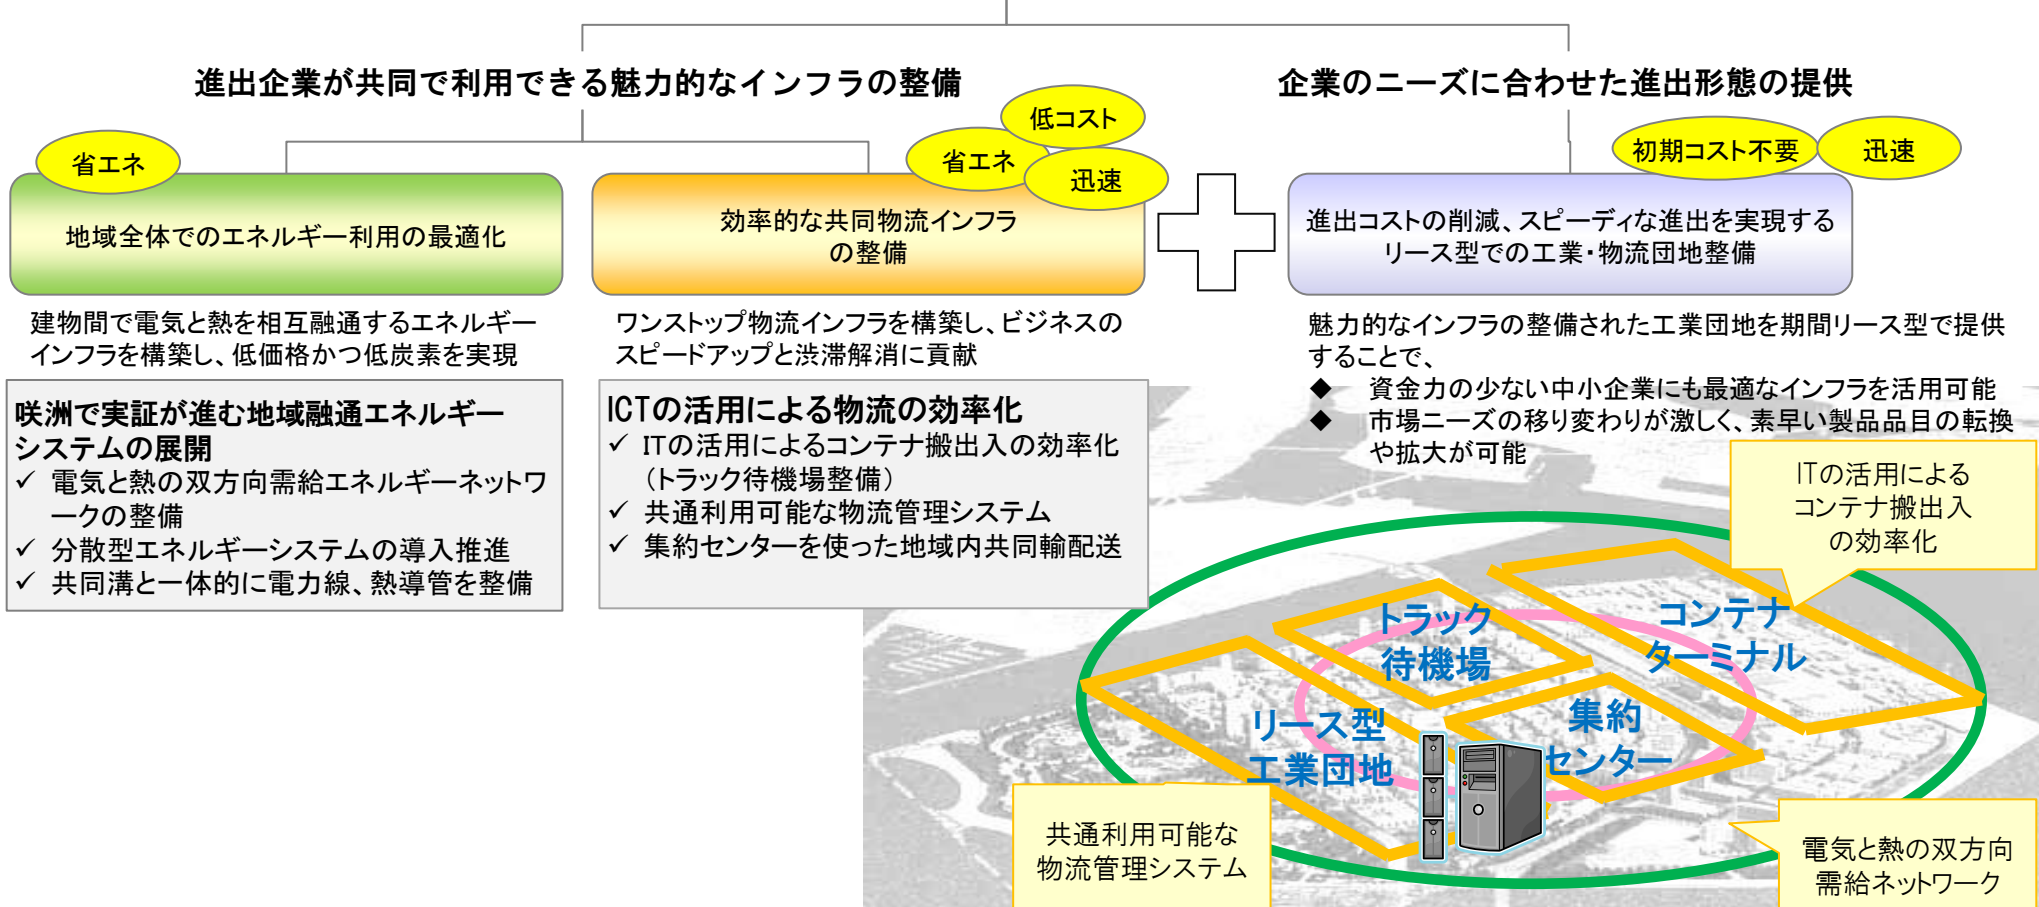 進出企業が共同で利用できる魅力的なインフラの整備
企業のニーズに合わせた進出形態の提供
省エネ
地域全体でのエネルギー利用の最適化
建物間で電気と熱を相互融通するエネルギー
インフラを構築し、低価格かつ低炭素を実現
咲洲で実証が進む地域融通エネルギー
システムの展開
✓ 電気と熱の双方向需給エネルギーネットワ
ークの整備
✓ 分散型エネルギーシステムの導入推進
✓ 共同溝と一体的に電力線、熱導管を整備
低コスト
省エネ
迅速
効率的な共同物流インフラ
の整備
ワンストップ物流インフラを構築し、ビジネスの
スピードアップと渋滞解消に貢献
ICTの活用による物流の効率化
✓ ITの活用によるコンテナ搬出入の効率化
（トラック待機場整備）
✓ 共通利用可能な物流管理システム
✓ 集約センターを使った地域内共同輸配送
初期コスト不要
迅速
進出コストの削減、スピーディな進出を実現する
リース型での工業・物流団地整備
魅力的なインフラの整備された工業団地を期間リース型で提供
することで、
◆ 資金力の少ない中小企業にも最適なインフラを活用可能
◆ 市場ニーズの移り変わりが激しく、素早い製品品目の転換
や拡大が可能
ITの活用による
コンテナ搬出入
の効率化
トラック
待機場
コンテナ
ターミナル
リース型
工業団地
集約
センター
共通利用可能な
物流管理システム
電気と熱の双方向
需給ネットワーク